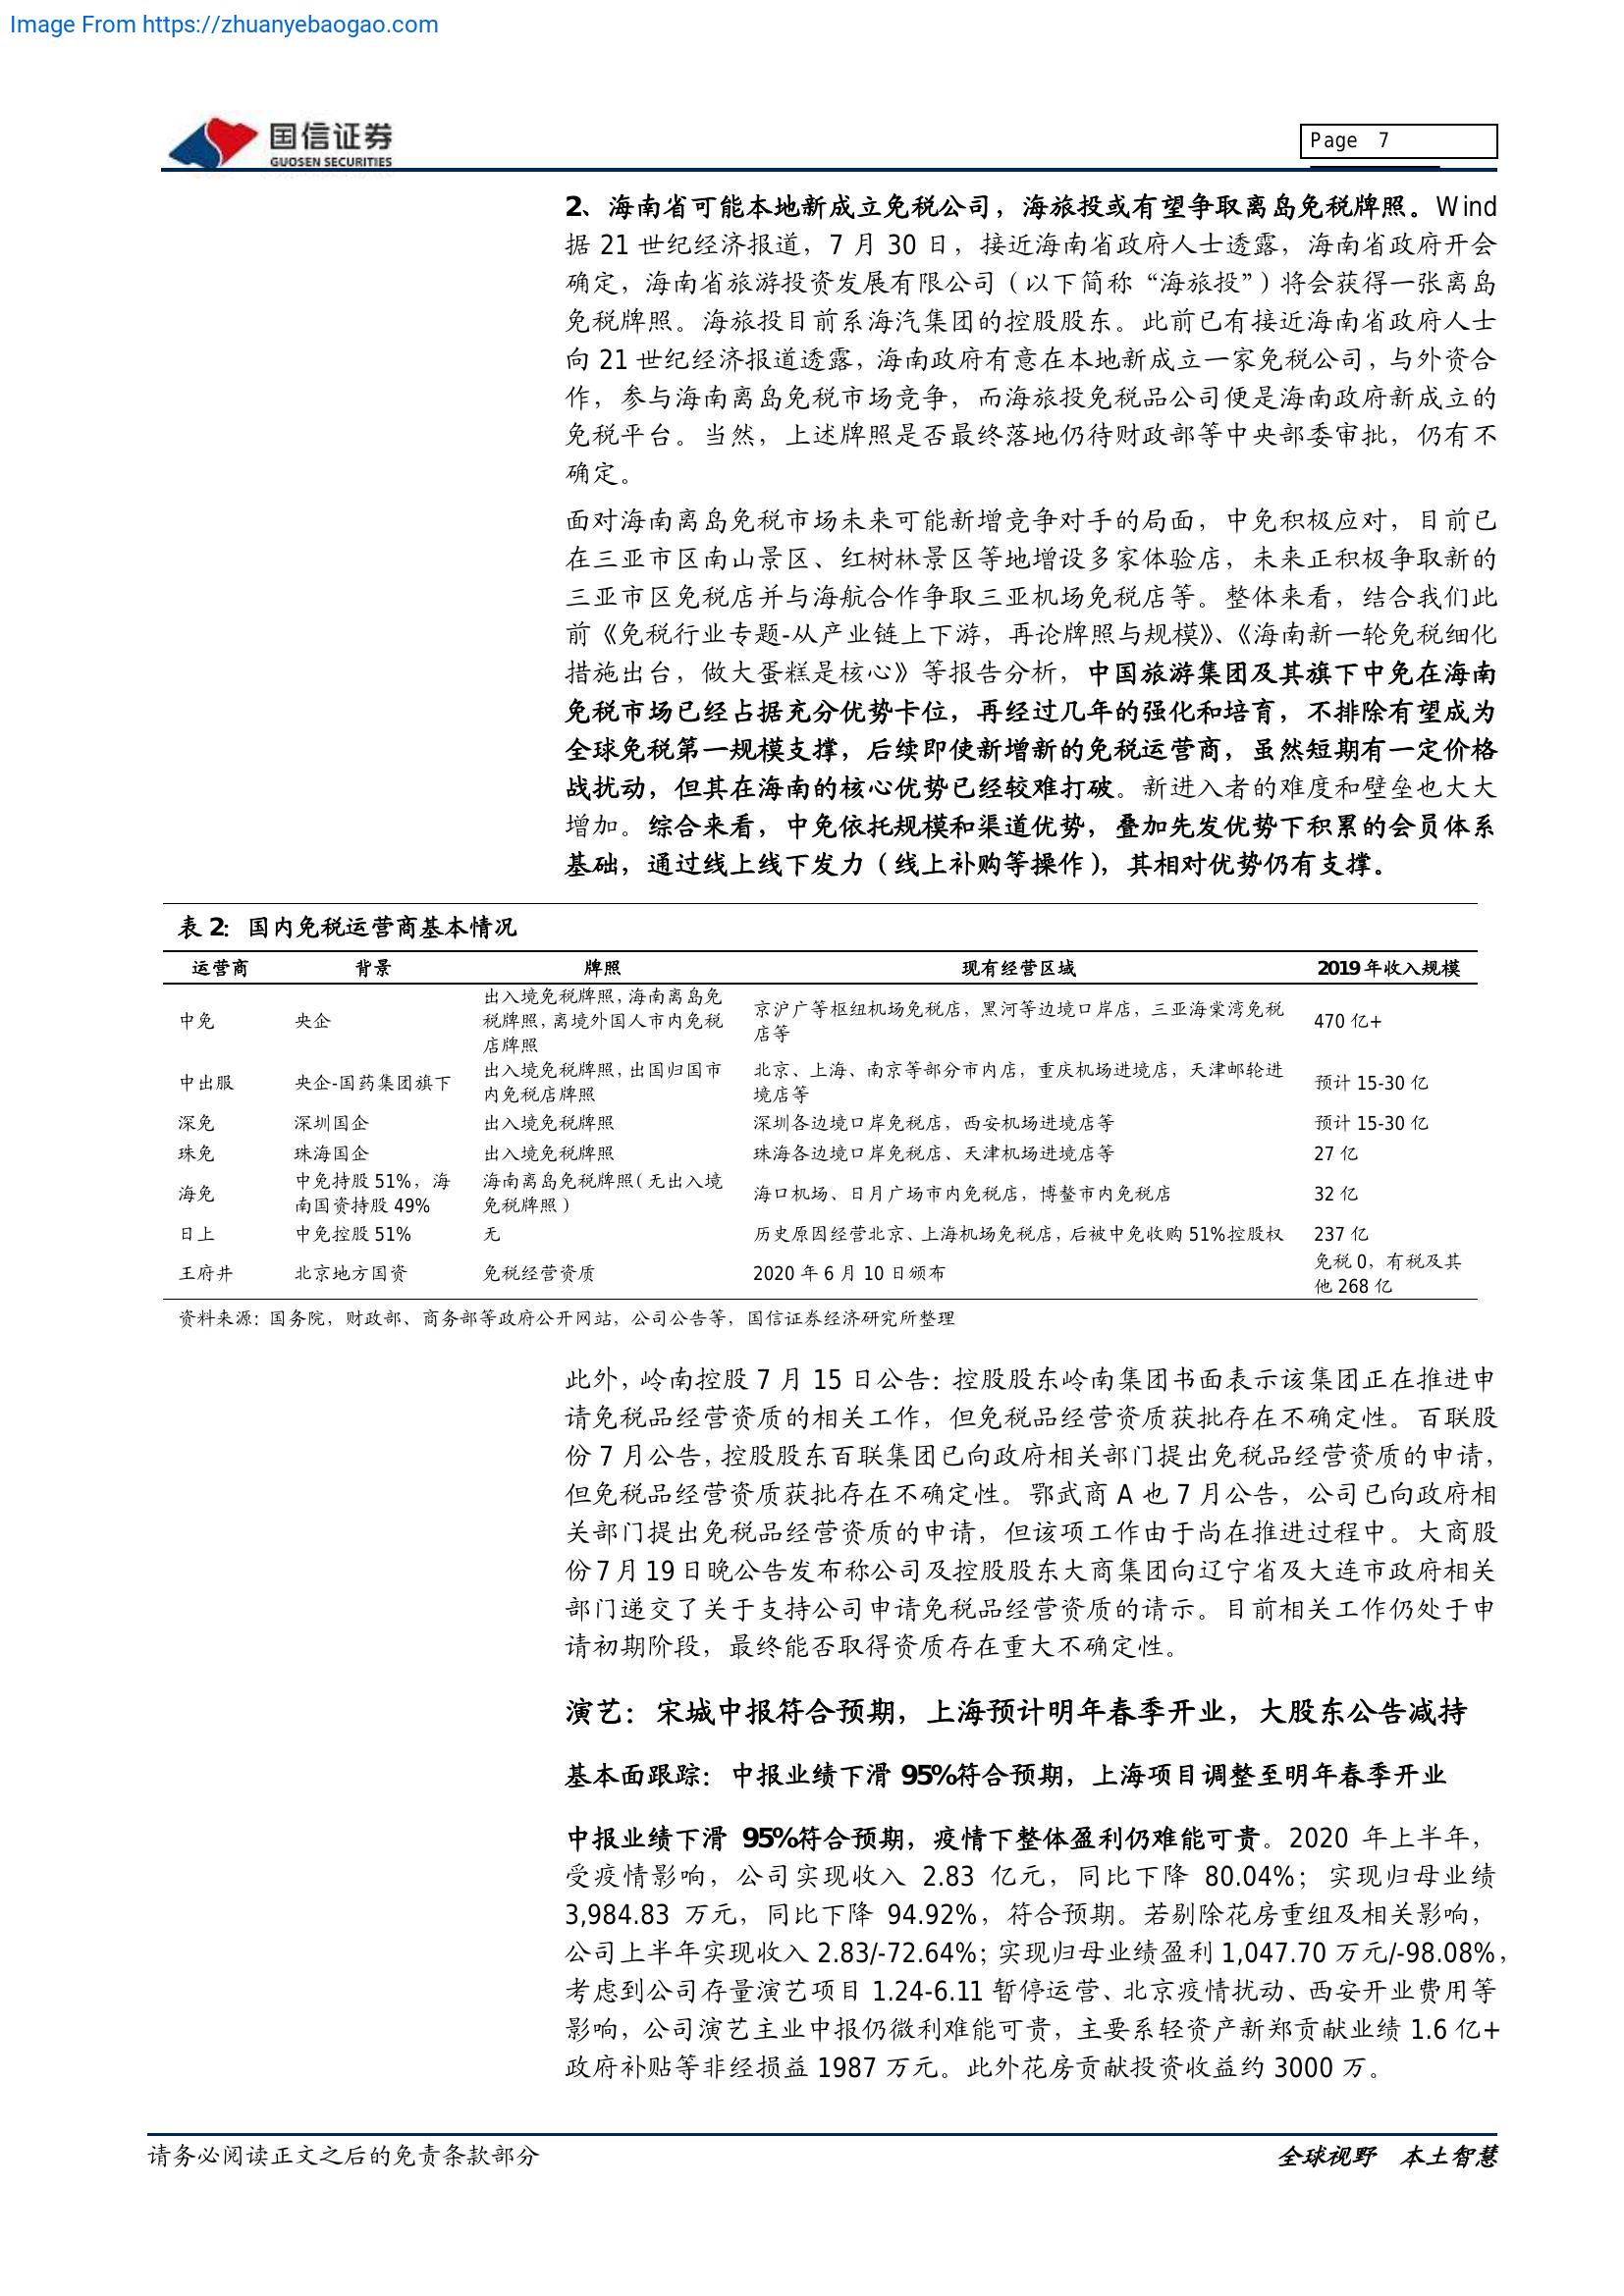 Image From https://zhuanyebaogao.com
国信证券
GUOSEN SECURITIES
Page 7
2、海南省可能本地新成立免税公司，海旅投或有望争取离岛免税牌照。Wind
据 21 世纪经济报道，7 月 30 日，接近海南省政府人士透露，海南省政府开会
确定，海南省旅游投资发展有限公司（以下简称“海旅投”）将会获得一张离岛
免税牌照。海旅投目前系海汽集团的控股股东。此前已有接近海南省政府人士
向 21 世纪经济报道透露，海南政府有意在本地新成立一家免税公司，与外资合
作，参与海南离岛免税市场竞争，而海旅投免税品公司便是海南政府新成立的
免税平台。当然，上述牌照是否最终落地仍待财政部等中央部委审批，仍有不
确定。
面对海南离岛免税市场未来可能新增竞争对手的局面，中免积极应对，目前已
在三亚市区南山景区、红树林景区等地增设多家体验店，未来正积极争取新的
三亚市区免税店并与海航合作争取三亚机场免税店等。整体来看，结合我们此
前《免税行业专题-从产业链上下游，再论牌照与规模》、《海南新一轮免税细化
措施出台，做大蛋糕是核心》等报告分析，中国旅游集团及其旗下中免在海南
免税市场已经占据充分优势卡位，再经过几年的强化和培育，不排除有望成为
全球免税第一规模支撑，后续即使新增新的免税运营商，虽然短期有一定价格
战扰动，但其在海南的核心优势已经较难打破。新进入者的难度和壁垒也大大
增加。综合来看，中免依托规模和渠道优势，叠加先发优势下积累的会员体系
基础，通过线上线下发力（线上补购等操作），其相对优势仍有支撑。
表 2：国内免税运营商基本情况
运营商 背景 牌照 现有经营区域 2019 年收入规模
中免 央企 出入境免税牌照，海南离岛免税牌照，离境外国人市内免税店牌照 京沪广等枢纽机场免税店，黑河等边境口岸店，三亚海棠湾免税店等 470 亿+
中出服 央企-国药集团旗下 出入境免税牌照，出国归国市内免税店牌照 北京、上海、南京等部分市内店，重庆机场进境店，天津邮轮进境店等 预计 15-30 亿
深免 深圳国企 出入境免税牌照 深圳各边境口岸免税店，西安机场进境店等 预计 15-30 亿
珠免 珠海国企 出入境免税牌照 珠海各边境口岸免税店、天津机场进境店等 27 亿
海免 中免持股 51%，海南国资持股 49% 海南离岛免税牌照（无出入境免税牌照） 海口机场、日月广场市内免税店，博鳌市内免税店 32 亿
日上 中免控股 51% 无 历史原因经营北京、上海机场免税店，后被中免收购 51%控股权 237 亿
王府井 北京地方国资 免税经营资质 2020 年 6 月 10 日颁布 免税 0，有税及其他 268 亿
资料来源：国务院，财政部、商务部等政府公开网站，公司公告等，国信证券经济研究所整理
此外，岭南控股 7 月 15 日公告：控股股东岭南集团书面表示该集团正在推进申
请免税品经营资质的相关工作，但免税品经营资质获批存在不确定性。百联股
份 7 月公告，控股股东百联集团已向政府相关部门提出免税品经营资质的申请，
但免税品经营资质获批存在不确定性。鄂武商 A 也 7 月公告，公司已向政府相
关部门提出免税品经营资质的申请，但该项工作由于尚在推进过程中。大商股
份 7 月 19 日晚公告发布称公司及控股股东大商集团向辽宁省及大连市政府相关
部门递交了关于支持公司申请免税品经营资质的请示。目前相关工作仍处于申
请初期阶段，最终能否取得资质存在重大不确定性。
演艺：宋城中报符合预期，上海预计明年春季开业，大股东公告减持
基本面跟踪：中报业绩下滑 95%符合预期，上海项目调整至明年春季开业
中报业绩下滑 95%符合预期，疫情下整体盈利仍难能可贵。2020 年上半年，
受疫情影响，公司实现收入 2.83 亿元，同比下降 80.04%；实现归母业绩
3,984.83 万元，同比下降 94.92%，符合预期。若剔除花房重组及相关影响，
公司上半年实现收入 2.83/-72.64%；实现归母业绩盈利 1,047.70 万元/-98.08%，
考虑到公司存量演艺项目 1.24-6.11 暂停运营、北京疫情扰动、西安开业费用等
影响，公司演艺主业中报仍微利难能可贵，主要系轻资产新郑贡献业绩 1.6 亿+
政府补贴等非经损益 1987 万元。此外花房贡献投资收益约 3000 万。
请务必阅读正文之后的免责条款部分
全球视野 本土智慧